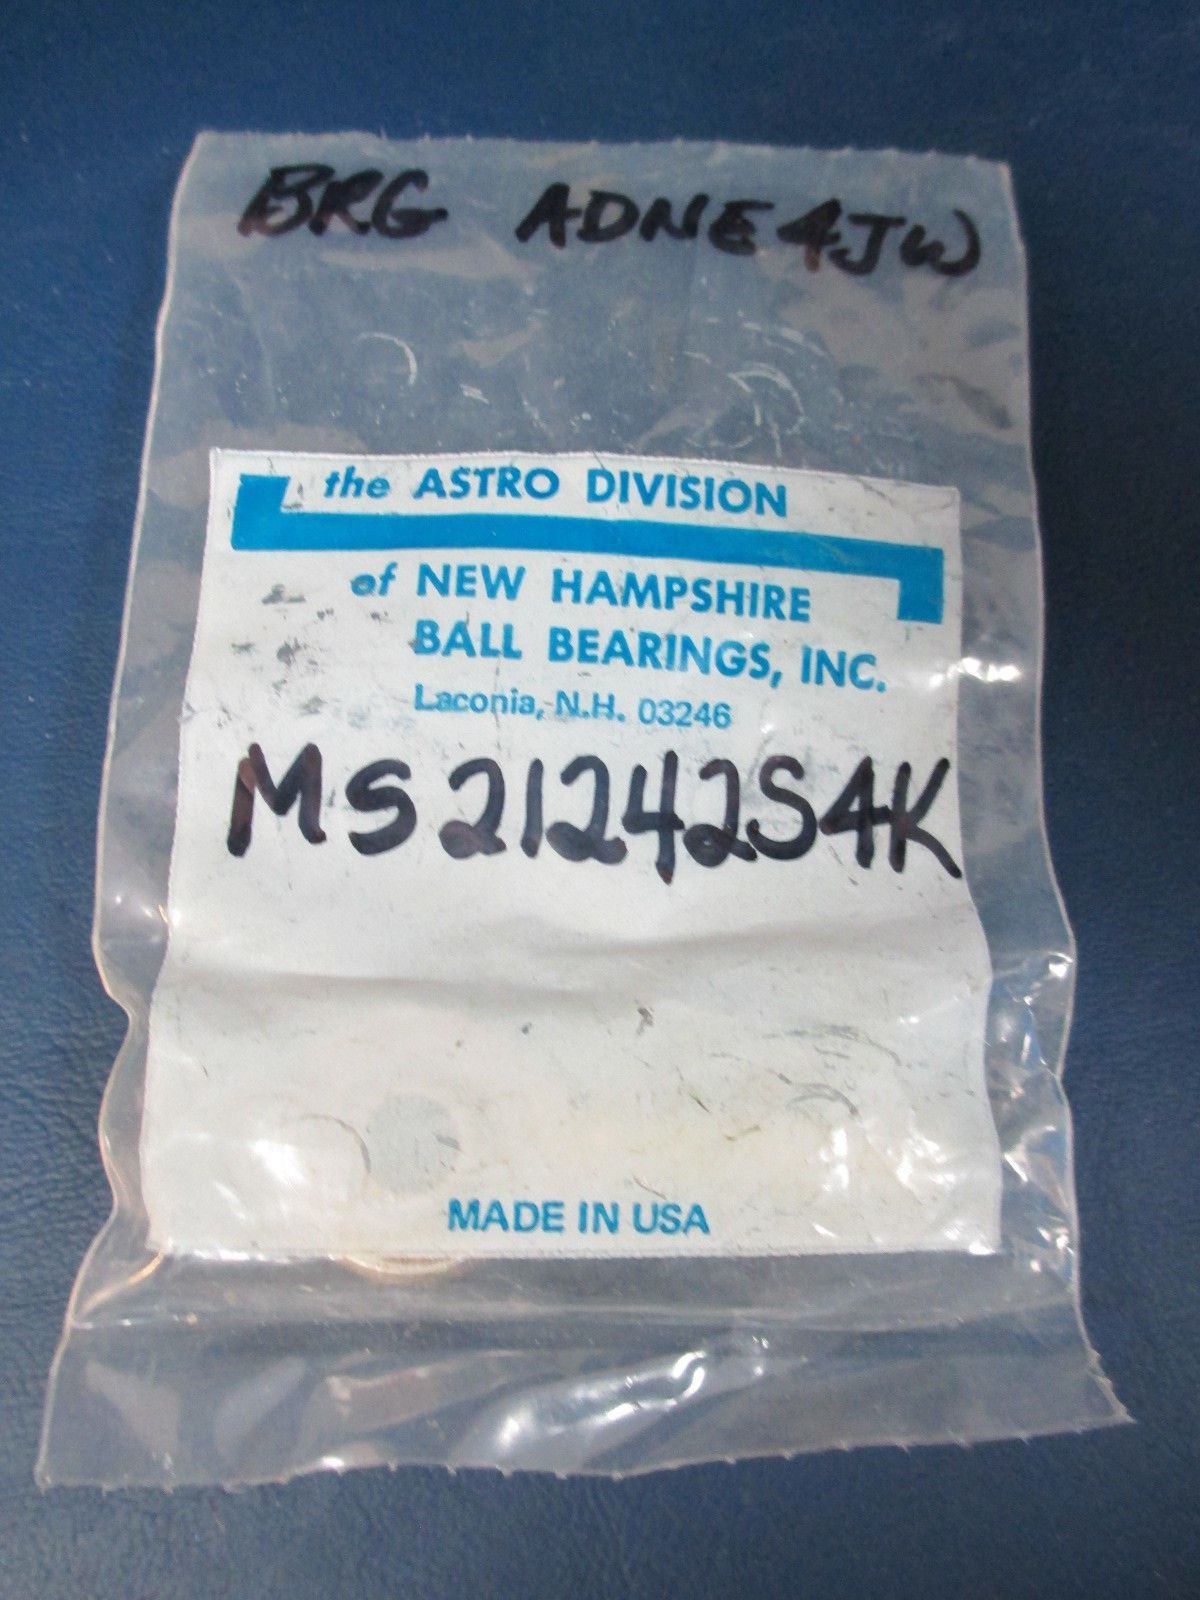 BRG ADNE4JW
the ASTRO DIVISION
of NEW HAMPSHIRE
BALL BEARINGS, INC.
Laconia, N.H. 03246
MS21242S4K
MADE IN USA